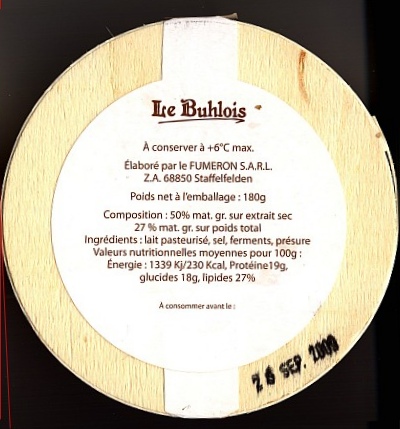 Le Buhlois
À conserver à +6°C max.
Élaboré par le FUMERON S.A.R.L.
Z.A. 68850 Staffelfelden
Poids net à l'emballage : 180g
Composition : 50% mat. gr. sur extrait sec
27 % mat. gr. sur poids total
Ingrédients : lait pasteurisé, sel, ferments, présure
Valeurs nutritionnelles moyennes pour 100g :
Énergie : 1339 Kj/230 Kcal, Protéine19g,
glucides 18g, lipides 27%
À consommer avant le :
SEP.